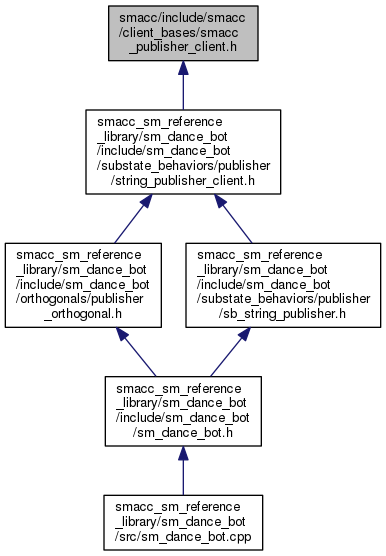 smacc/include/smacc
/client_bases/smacc
_publisher_client.h
smacc_sm_reference
_library/sm_dance_bot
/include/sm_dance_bot
/substate_behaviors/publisher
/string_publisher_client.h
smacc_sm_reference
_library/sm_dance_bot
/include/sm_dance_bot
/orthogonals/publisher
_orthogonal.h
smacc_sm_reference
_library/sm_dance_bot
/include/sm_dance_bot
/substate_behaviors/publisher
/sb_string_publisher.h
smacc_sm_reference
_library/sm_dance_bot
/include/sm_dance_bot
/sm_dance_bot.h
smacc_sm_reference
_library/sm_dance_bot
/src/sm_dance_bot.cpp